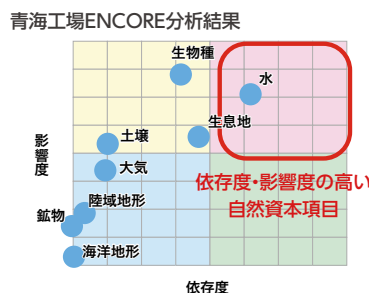 青海工場ENCORE分析結果
生物種
水
生息地
土壌
大気
影響度
依存度・影響度の高い
自然資本項目
陸域地形
鉱物
海洋地形
依存度